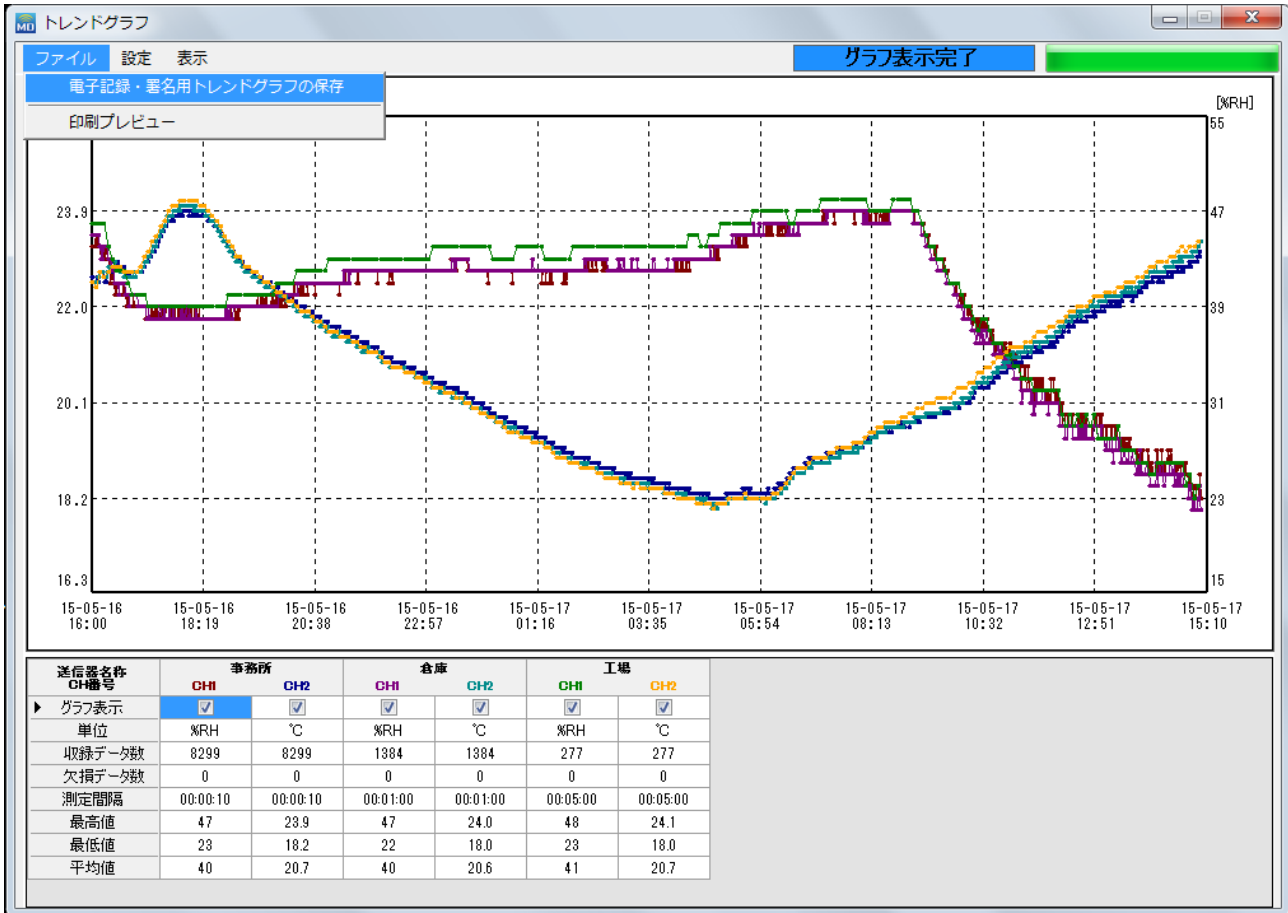 MD トレンドグラフ
ファイル 設定 表示 グラフ表示完了
電子記録・署名用トレンドグラフの保存
印刷プレビュー
[%RH]
55
23.9 47
22.0 39
20.1 31
18.2 23
16.3 15
15-05-16 15-05-16 15-05-16 15-05-16 15-05-17 15-05-17 15-05-17 15-05-17 15-05-17 15-05-17 15-05-17
16:00 18:19 20:38 22:57 01:16 03:35 05:54 08:13 10:32 12:51 15:10
送信器名称 事務所 倉庫 工場
CH番号 CH1 CH2 CH1 CH2 CH1 CH2
グラフ表示
単位 %RH ℃ %RH ℃ %RH ℃
収録データ数 8299 8299 1384 1384 277 277
欠損データ数 0 0 0 0 0 0
測定間隔 00:00:10 00:00:10 00:01:00 00:01:00 00:05:00 00:05:00
最高値 47 23.9 47 24.0 48 24.1
最低値 23 18.2 22 18.0 23 18.0
平均値 40 20.7 40 20.6 41 20.7